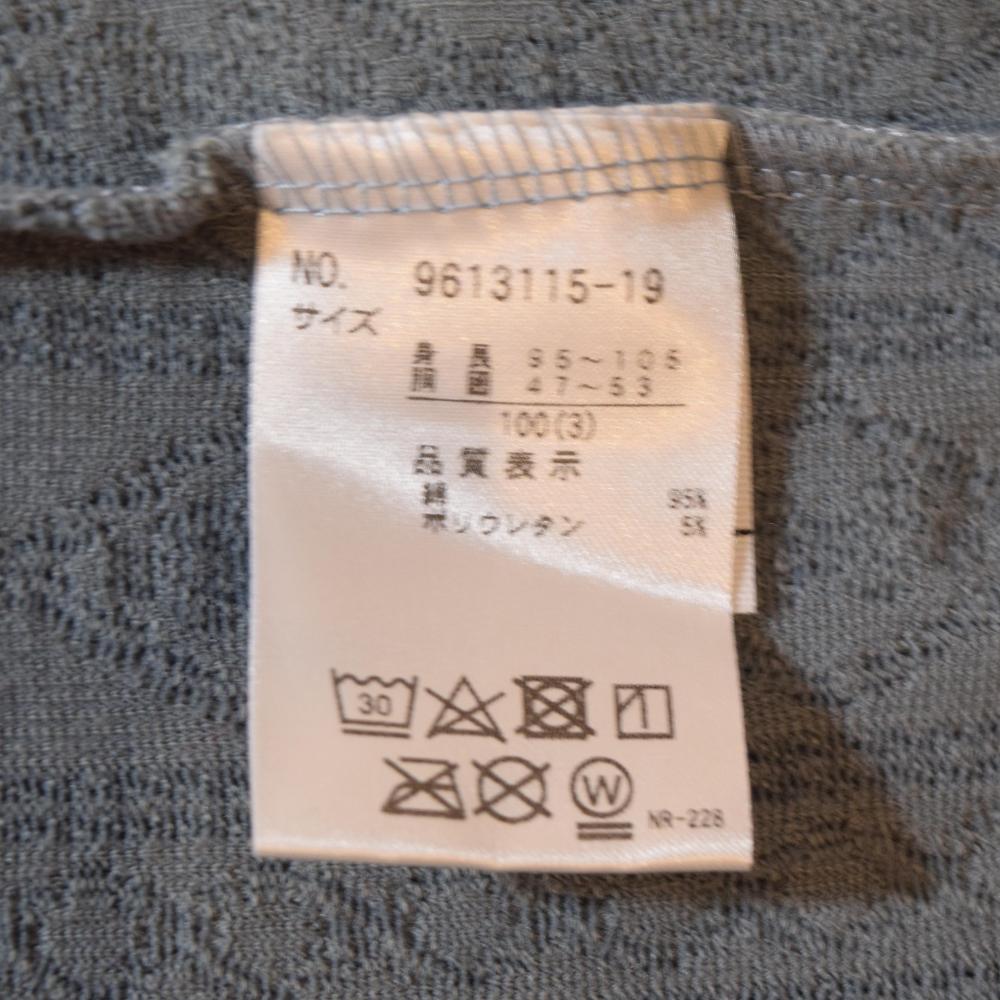 NO. 9613115-19
サイズ
身 長 95～105
胸 囲 47～53
100(3)
品質表示
綿 95%
ポリウレタン 5%
30
W
NR-228